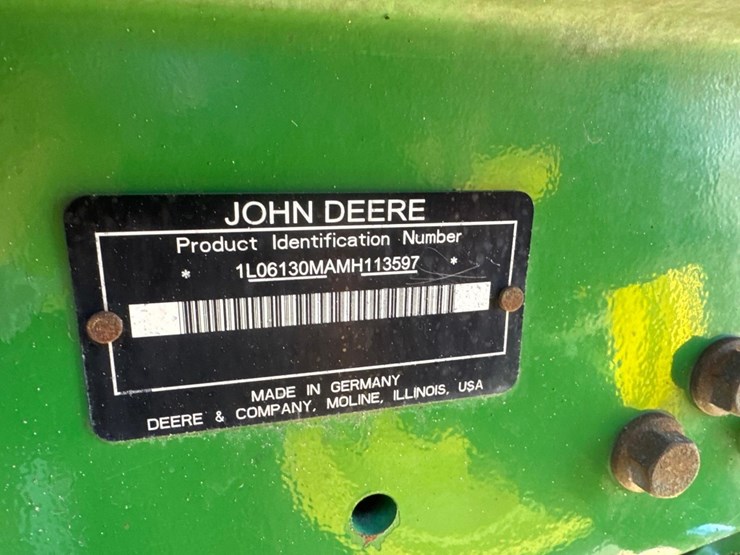 JOHN DEERE
Product Identification Number
* 1L06130MAMH113597 *
MADE IN GERMANY
DEERE & COMPANY, MOLINE, ILLINOIS, USA